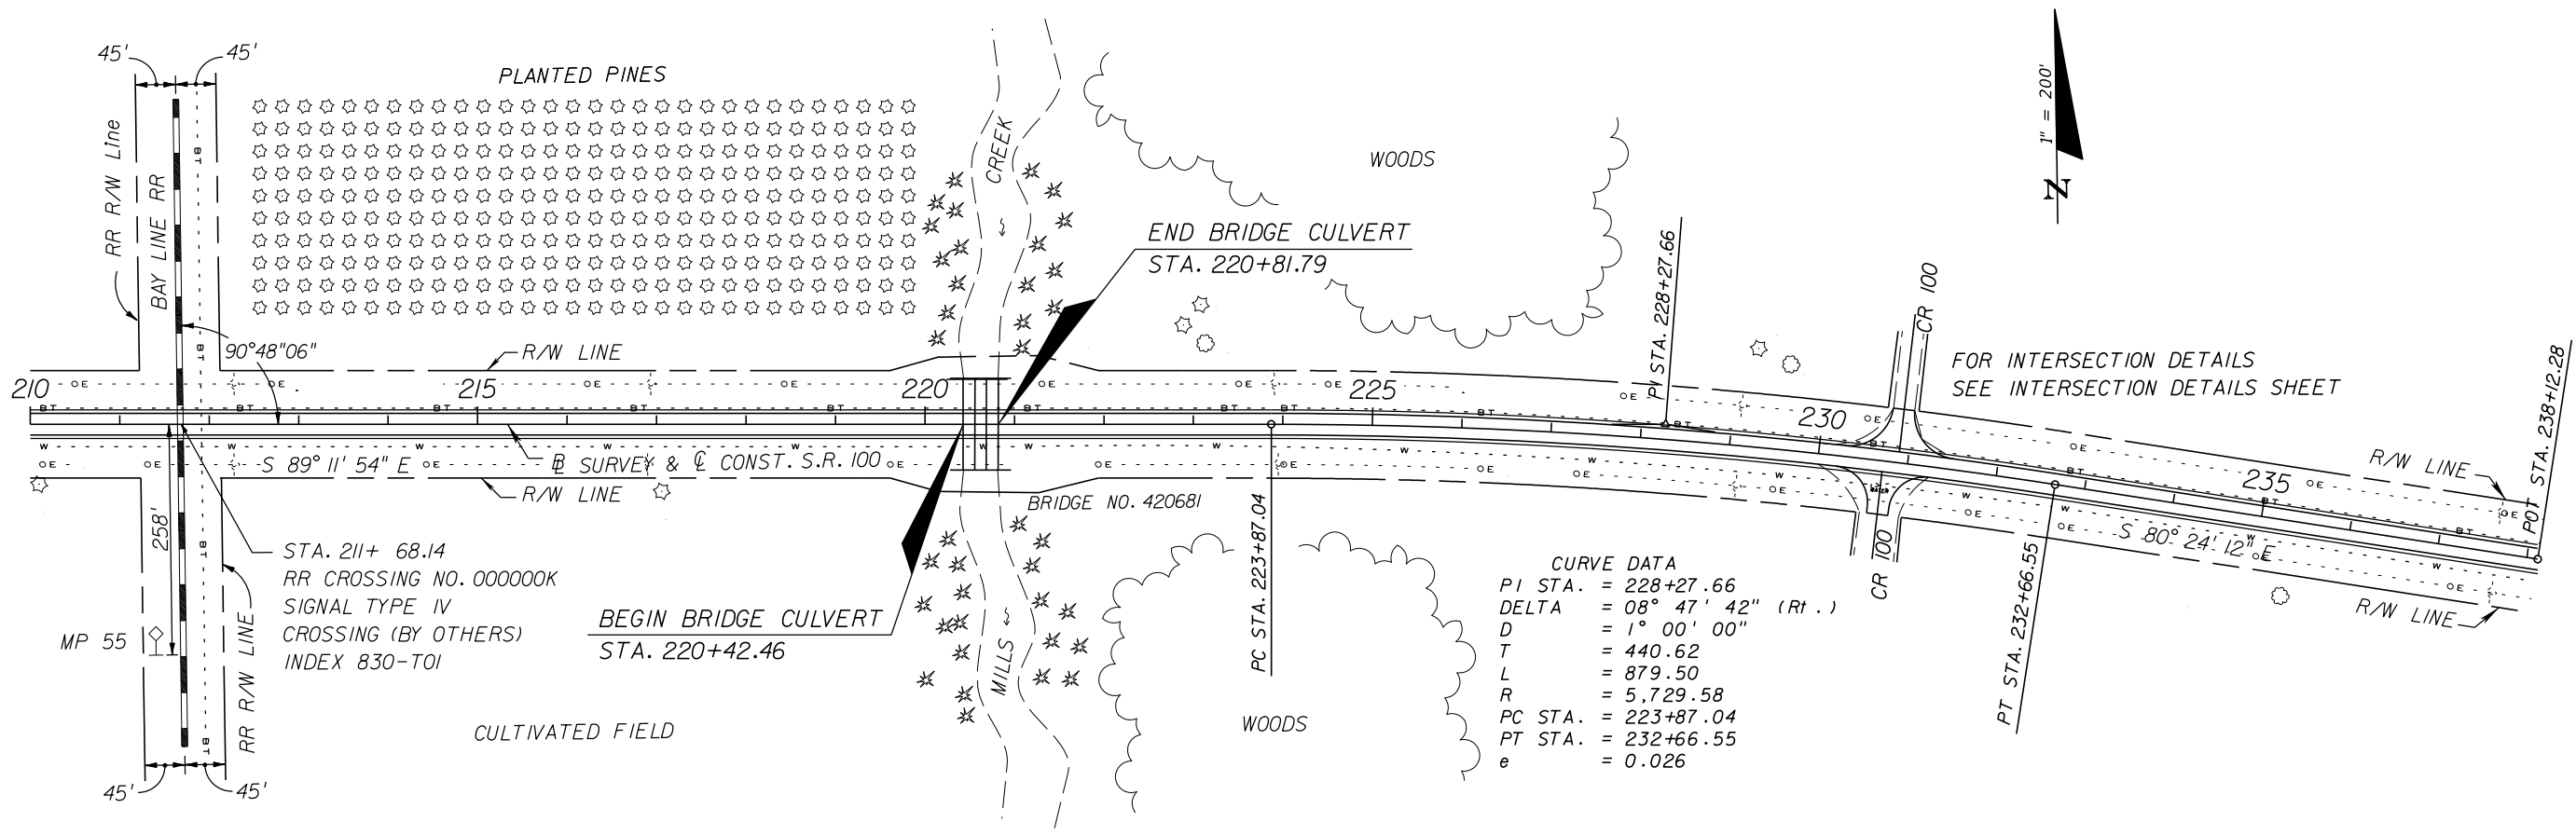 45'
45'
PLANTED PINES
RR R/W Line
BAY LINE RR
BT
90°48"06"
R/W LINE
CREEK
WOODS
1" = 200'
N
END BRIDGE CULVERT
STA. 220+81.79
PI STA. 228+27.66
CR 100
FOR INTERSECTION DETAILS
SEE INTERSECTION DETAILS SHEET
210
215
220
225
230
235
OE
BT
W
S 89° 11' 54" E
BL SURVEY & CL CONST. S.R. 100
R/W LINE
BRIDGE NO. 420681
R/W LINE
POT STA. 238+12.28
S 80° 24' 12" E
R/W LINE
258'
STA. 211+ 68.14
RR CROSSING NO. 000000K
SIGNAL TYPE IV
CROSSING (BY OTHERS)
INDEX 830-T01
MP 55
RR R/W LINE
45'
45'
BEGIN BRIDGE CULVERT
STA. 220+42.46
CULTIVATED FIELD
MILLS
WOODS
PC STA. 223+87.04
CR 100
PT STA. 232+66.55
CURVE DATA
PI STA. = 228+27.66
DELTA = 08° 47' 42" (Rt.)
D = 1° 00' 00"
T = 440.62
L = 879.50
R = 5,729.58
PC STA. = 223+87.04
PT STA. = 232+66.55
e = 0.026